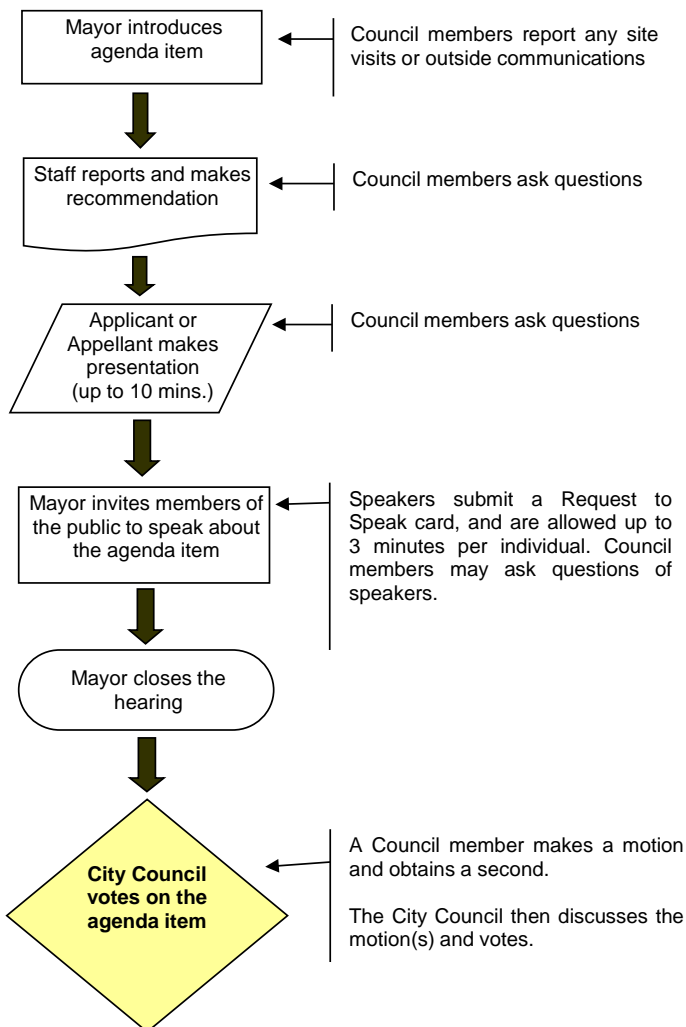 Mayor introduces
agenda item
Council members report any site
visits or outside communications
Staff reports and makes
recommendation
Council members ask questions
Applicant or
Appellant makes
presentation
(up to 10 mins.)
Council members ask questions
Mayor invites members of
the public to speak about
the agenda item
Speakers submit a Request to
Speak card, and are allowed up to
3 minutes per individual. Council
members may ask questions of
speakers.
Mayor closes the
hearing
City Council
votes on the
agenda item
A Council member makes a motion
and obtains a second.
The City Council then discusses the
motion(s) and votes.